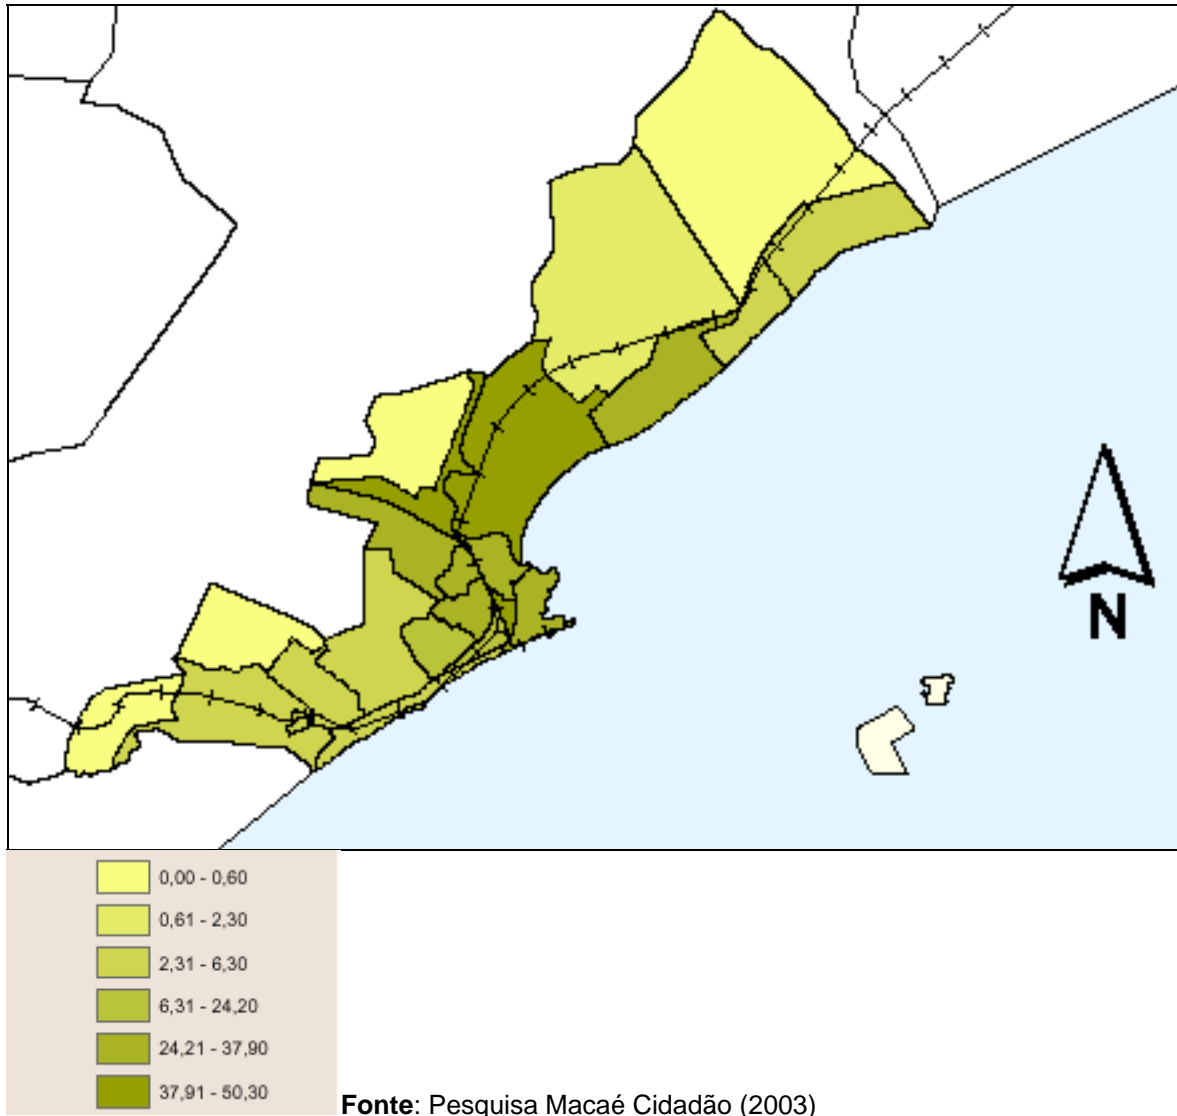 N
0,00 - 0,60
0,61 - 2,30
2,31 - 6,30
6,31 - 24,20
24,21 - 37,90
37,91 - 50,30
Fonte: Pesquisa Macaé Cidadão (2003)